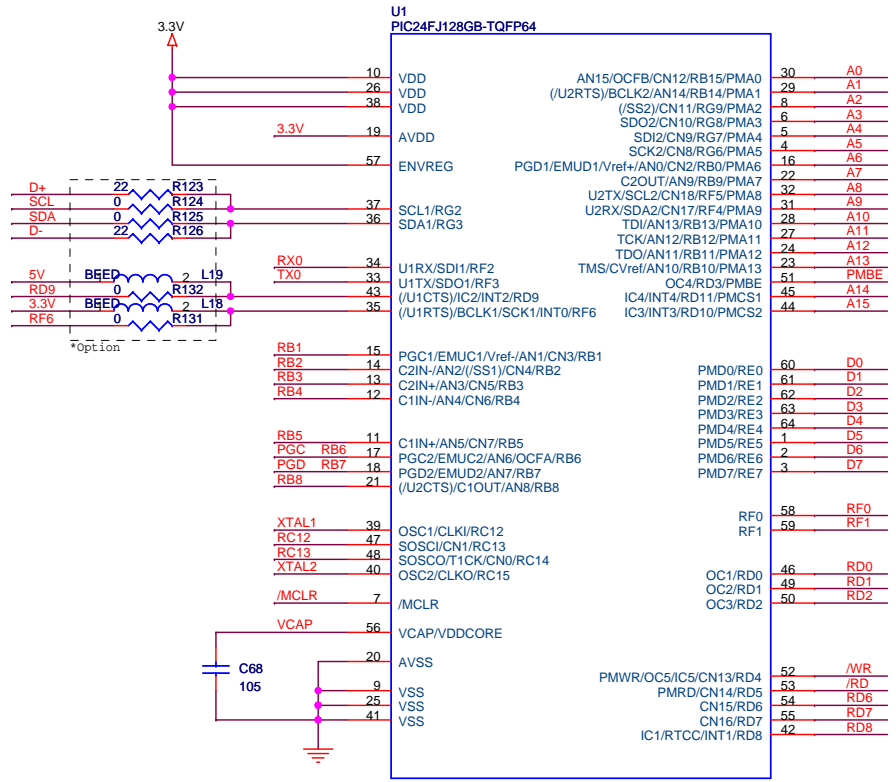 U1
PIC24FJ128GB-TQFP64
3.3V
10 VDD
26 VDD
38 VDD
3.3V 19 AVDD
57 ENVREG
D+ 22 R123
SCL 0 R124 37 SCL1/RG2
SDA 0 R125 36 SDA1/RG3
D- 22 R126
RX0 34 U1RX/SDI1/RF2
TX0 33 U1TX/SDO1/RF3
5V BEED 1 2 L19
RD9 0 R132 43 (/U1CTS)/IC2/INT2/RD9
3.3V BEED 1 2 L18
RF6 0 R131 35 (/U1RTS)/BCLK1/SCK1/INT0/RF6
*Option
RB1 15 PGC1/EMUC1/Vref-/AN1/CN3/RB1
RB2 14 C2IN-/AN2/(/SS1)/CN4/RB2
RB3 13 C2IN+/AN3/CN5/RB3
RB4 12 C1IN-/AN4/CN6/RB4
RB5 11 C1IN+/AN5/CN7/RB5
PGC RB6 17 PGC2/EMUC2/AN6/OCFA/RB6
PGD RB7 18 PGD2/EMUD2/AN7/RB7
RB8 21 (/U2CTS)/C1OUT/AN8/RB8
XTAL1 39 OSC1/CLKI/RC12
RC12 47 SOSCI/CN1/RC13
RC13 48 SOSCO/T1CK/CN0/RC14
XTAL2 40 OSC2/CLKO/RC15
/MCLR 7 /MCLR
VCAP 56 VCAP/VDDCORE
C68
105
20 AVSS
9 VSS
25 VSS
41 VSS
AN15/OCFB/CN12/RB15/PMA0 30 A0
(/U2RTS)/BCLK2/AN14/RB14/PMA1 29 A1
(/SS2)/CN11/RG9/PMA2 8 A2
SDO2/CN10/RG8/PMA3 6 A3
SDI2/CN9/RG7/PMA4 5 A4
SCK2/CN8/RG6/PMA5 4 A5
PGD1/EMUD1/Vref+/AN0/CN2/RB0/PMA6 16 A6
C2OUT/AN9/RB9/PMA7 22 A7
U2TX/SCL2/CN18/RF5/PMA8 32 A8
U2RX/SDA2/CN17/RF4/PMA9 31 A9
TDI/AN13/RB13/PMA10 28 A10
TCK/AN12/RB12/PMA11 27 A11
TDO/AN11/RB11/PMA12 24 A12
TMS/CVref/AN10/RB10/PMA13 23 A13
OC4/RD3/PMBE 51 PMBE
IC4/INT4/RD11/PMCS1 45 A14
IC3/INT3/RD10/PMCS2 44 A15
PMD0/RE0 60 D0
PMD1/RE1 61 D1
PMD2/RE2 62 D2
PMD3/RE3 63 D3
PMD4/RE4 64 D4
PMD5/RE5 1 D5
PMD6/RE6 2 D6
PMD7/RE7 3 D7
RF0 58 RF0
RF1 59 RF1
OC1/RD0 46 RD0
OC2/RD1 49 RD1
OC3/RD2 50 RD2
PMWR/OC5/IC5/CN13/RD4 52 /WR
PMRD/CN14/RD5 53 /RD
CN15/RD6 54 RD6
CN16/RD7 55 RD7
IC1/RTCC/INT1/RD8 42 RD8